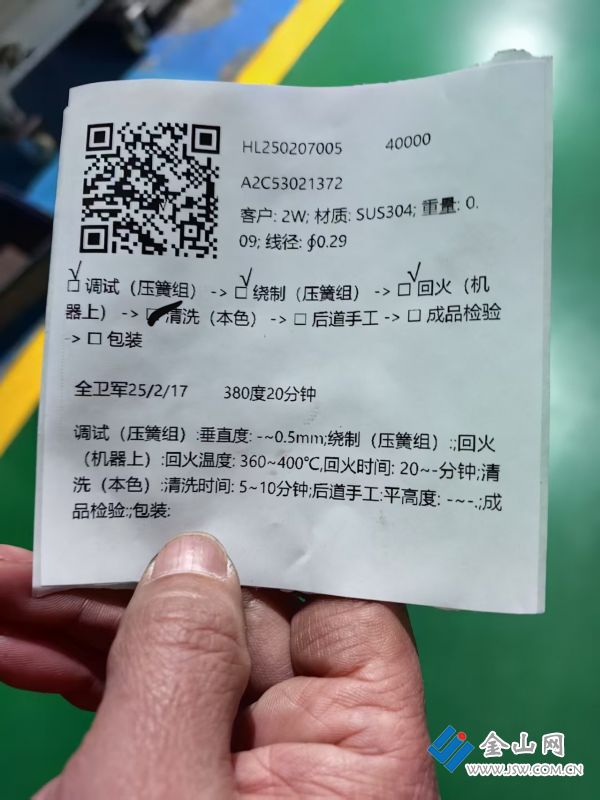 HL250207005 40000
A2C53021372
客户: 2W; 材质: SUS304; 重量: 0.
09; 线径: ∮0.29
√□ 调试（压簧组） -> √□ 绕制（压簧组） -> √□ 回火（机
器上） -> □ 清洗（本色） -> □ 后道手工 -> □ 成品检验
-> □ 包装
全卫军25/2/17 380度20分钟
调试（压簧组）:垂直度: -~0.5mm;绕制（压簧组）:;回火
（机器上）:回火温度: 360~400℃,回火时间: 20~-分钟;清
洗（本色）:清洗时间: 5~10分钟;后道手工:平高度: -~-.;成
品检验:;包装:
金山网
WWW.JSW.COM.CN